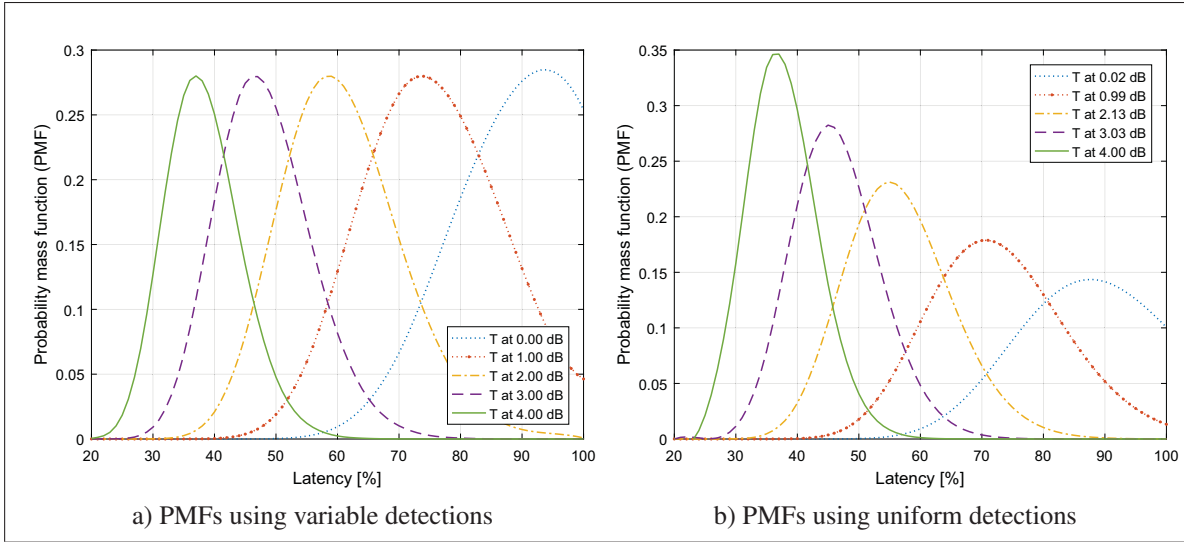 0.3
0.25
0.2
0.15
0.1
0.05
0
Probability mass function (PMF)
20 30 40 50 60 70 80 90 100
Latency [%]
T at 0.00 dB
T at 1.00 dB
T at 2.00 dB
T at 3.00 dB
T at 4.00 dB
a) PMFs using variable detections
0.35
0.3
0.25
0.2
0.15
0.1
0.05
0
Probability mass function (PMF)
20 30 40 50 60 70 80 90 100
Latency [%]
T at 0.02 dB
T at 0.99 dB
T at 2.13 dB
T at 3.03 dB
T at 4.00 dB
b) PMFs using uniform detections